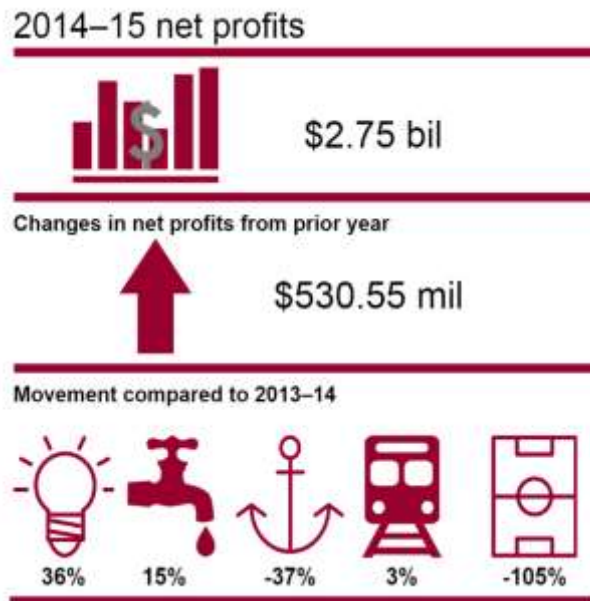 2014–15 net profits
$
$2.75 bil
Changes in net profits from prior year
$530.55 mil
Movement compared to 2013–14
36% 15% -37% 3% -105%